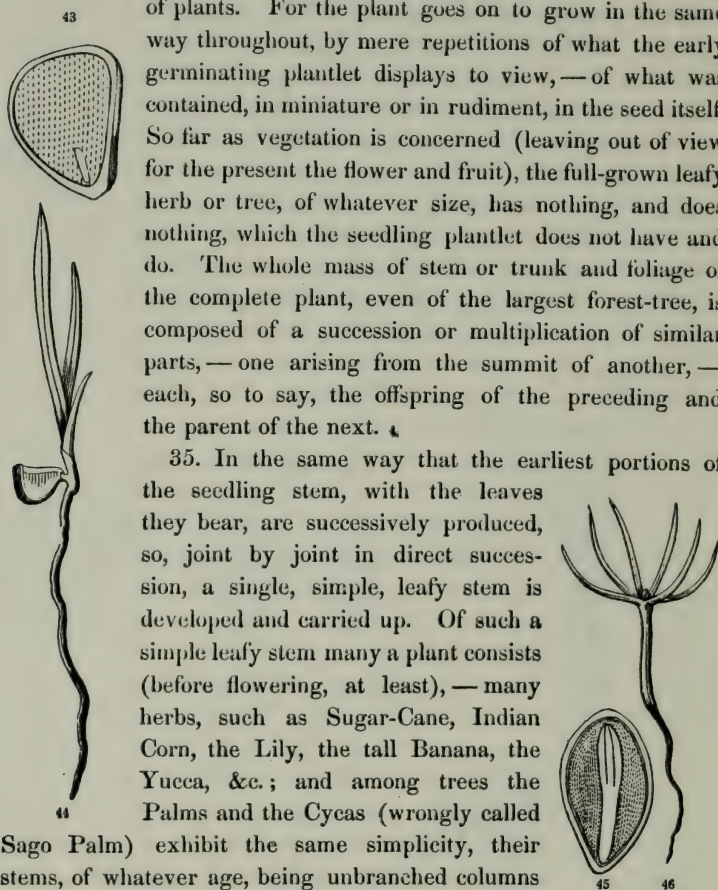 43
of plants. For the plant goes on to grow in the same
way throughout, by mere repetitions of what the early
germinating plantlet displays to view, — of what was
contained, in miniature or in rudiment, in the seed itself
So far as vegetation is concerned (leaving out of view
for the present the flower and fruit), the full-grown leafy
herb or tree, of whatever size, has nothing, and does
nothing, which the seedling plantlet does not have and
do. The whole mass of stem or trunk and foliage of
the complete plant, even of the largest forest-tree, is
composed of a succession or multiplication of similar
parts, — one arising from the summit of another, —
each, so to say, the offspring of the preceding and
the parent of the next.
35. In the same way that the earliest portions of
the seedling stem, with the leaves
they bear, are successively produced,
so, joint by joint in direct succes-
sion, a single, simple, leafy stem is
developed and carried up. Of such a
simple leafy stem many a plant consists
(before flowering, at least), — many
herbs, such as Sugar-Cane, Indian
Corn, the Lily, the tall Banana, the
Yucca, &c.; and among trees the
Palms and the Cycas (wrongly called
Sago Palm) exhibit the same simplicity, their
stems, of whatever age, being unbranched columns
44
45 46